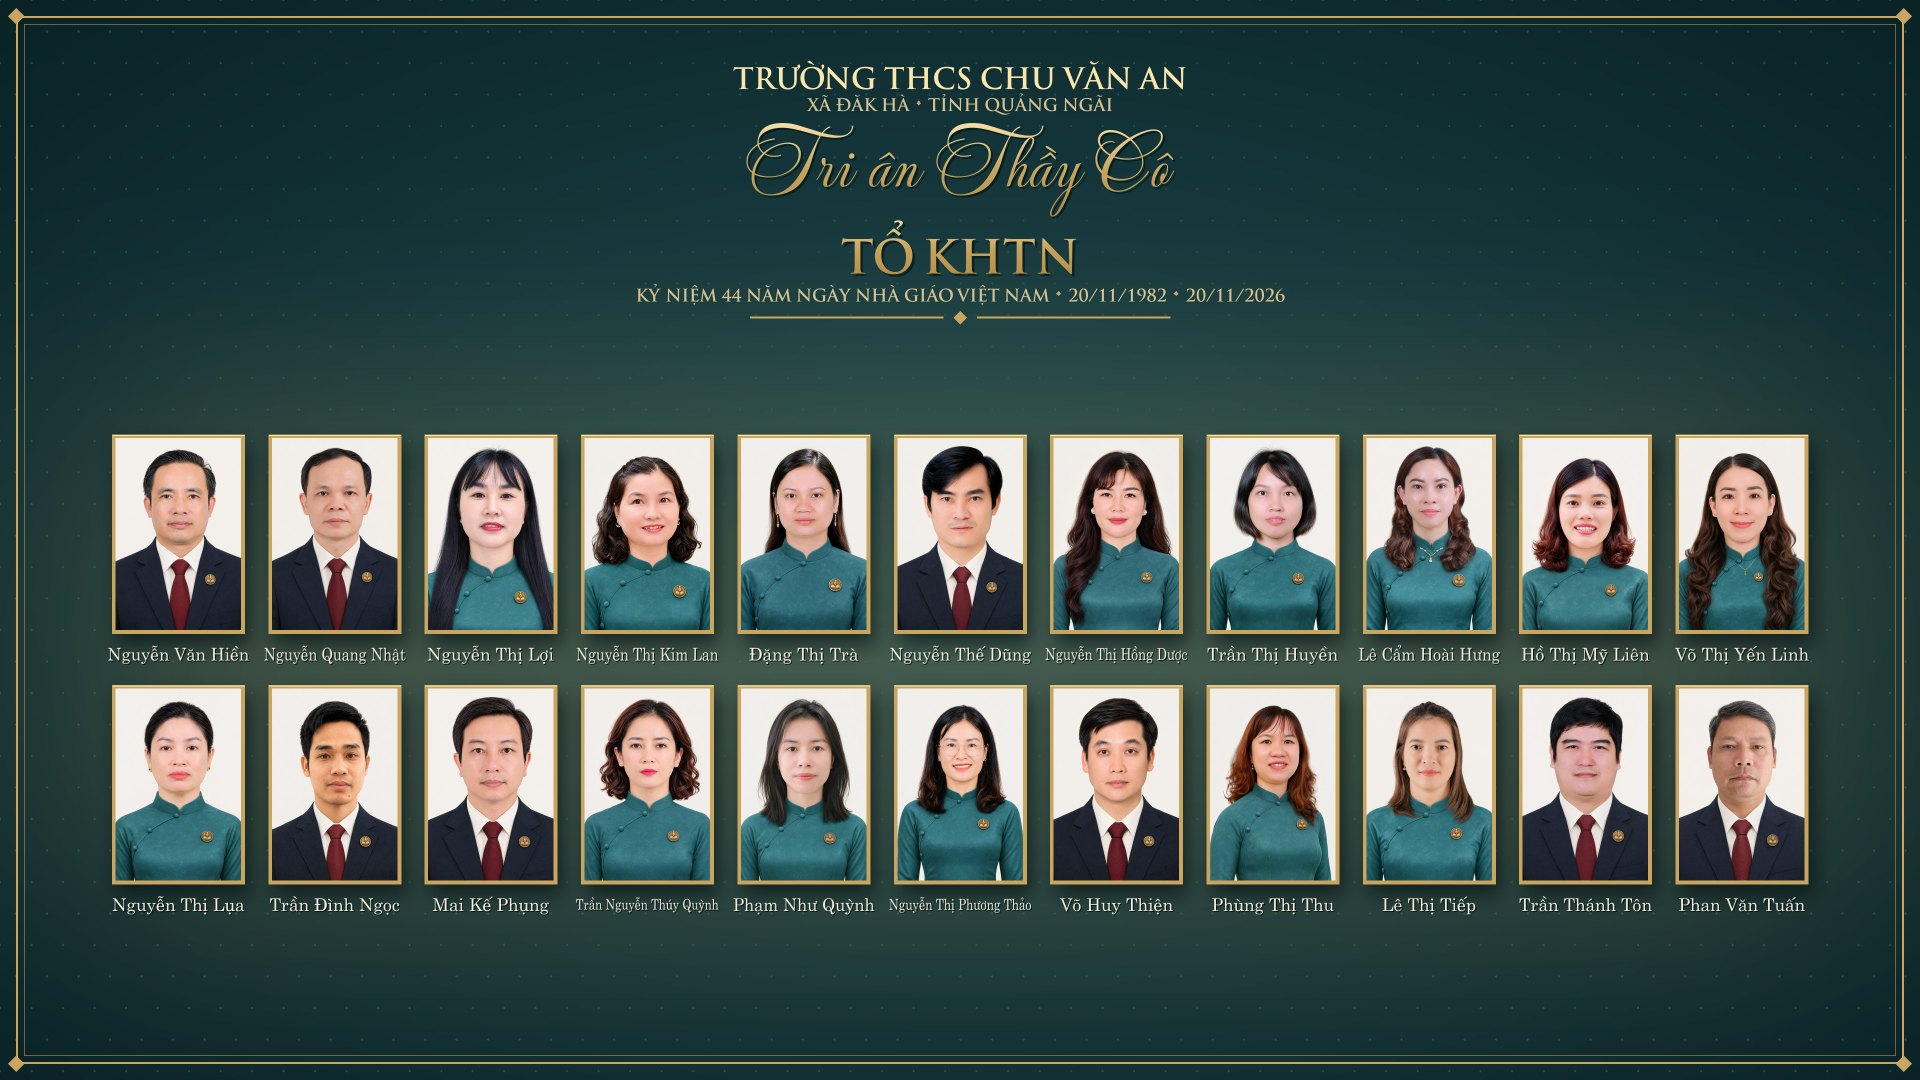 TRƯỜNG THCS CHU VĂN AN
XÃ ĐĂK HÀ • TỈNH QUẢNG NGÃI
Tri ân Thầy Cô
TỔ KHTN
KỶ NIỆM 44 NĂM NGÀY NHÀ GIÁO VIỆT NAM • 20/11/1982 • 20/11/2026
Nguyễn Văn Hiền
Nguyễn Quang Nhật
Nguyễn Thị Lợi
Nguyễn Thị Kim Lan
Đặng Thị Trà
Nguyễn Thế Dũng
Nguyễn Thị Hồng Dược
Trần Thị Huyền
Lê Cẩm Hoài Hưng
Hồ Thị Mỹ Liên
Võ Thị Yến Linh
Nguyễn Thị Lụa
Trần Đình Ngọc
Mai Kế Phụng
Trần Nguyễn Thúy Quỳnh
Phạm Như Quỳnh
Nguyễn Thị Phương Thảo
Võ Huy Thiện
Phùng Thị Thu
Lê Thị Tiếp
Trần Thánh Tôn
Phan Văn Tuấn